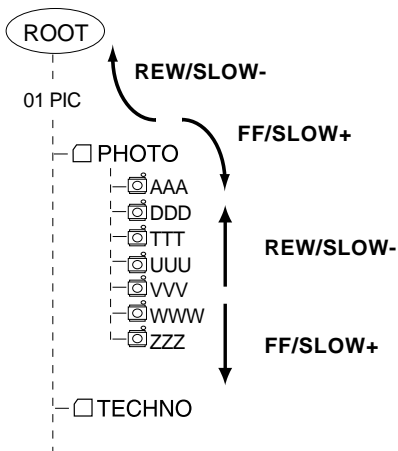 ROOT
REW/SLOW-
01 PIC
FF/SLOW+
PHOTO
AAA
DDD
TTT
REW/SLOW-
UUU
VVV
WWW
ZZZ
FF/SLOW+
TECHNO